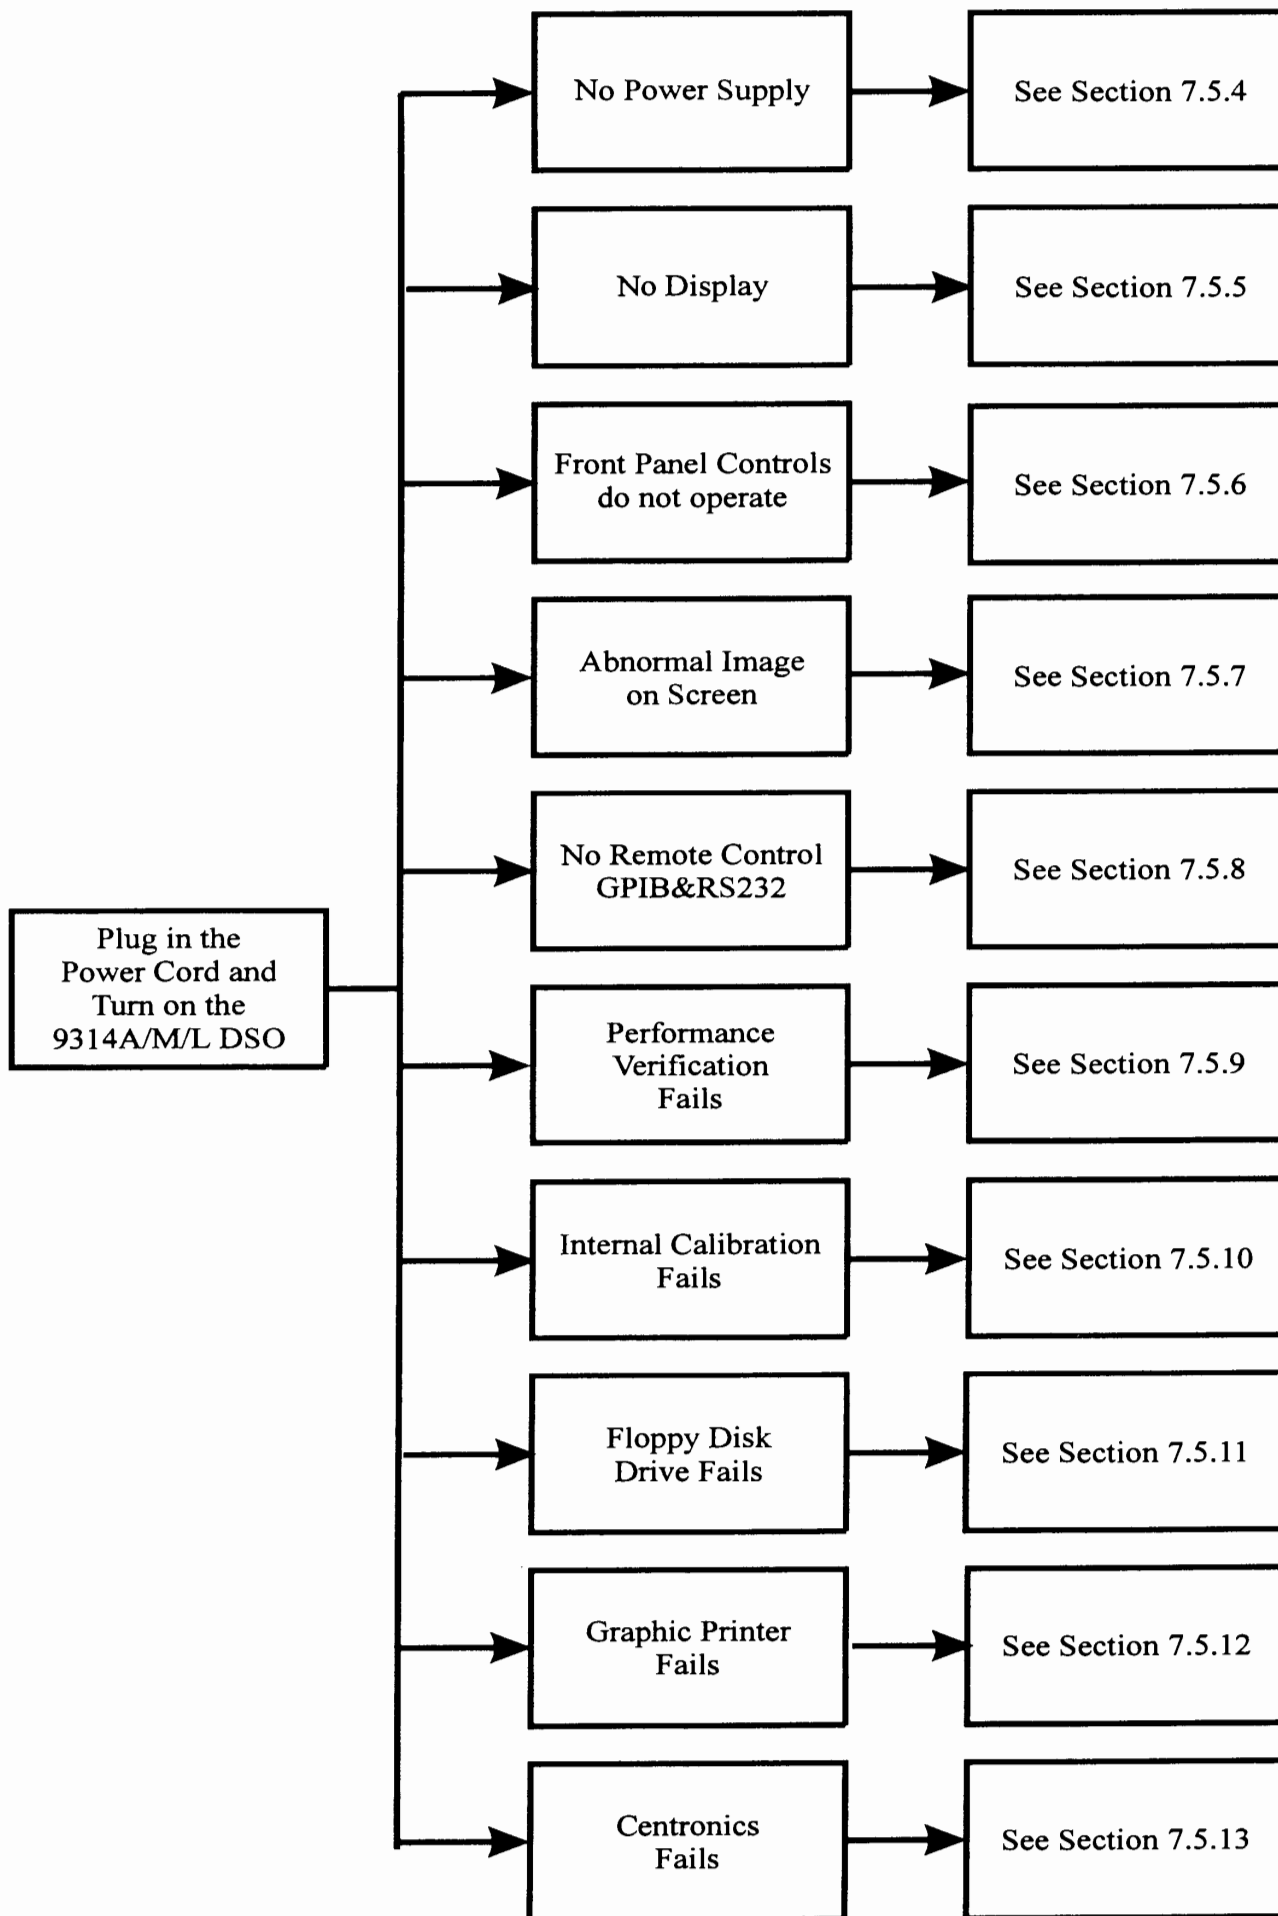 No Power Supply
See Section 7.5.4
No Display
See Section 7.5.5
Front Panel Controls
do not operate
See Section 7.5.6
Abnormal Image
on Screen
See Section 7.5.7
No Remote Control
GPIB&RS232
See Section 7.5.8
Plug in the
Power Cord and
Turn on the
9314A/M/L DSO
Performance
Verification
Fails
See Section 7.5.9
Internal Calibration
Fails
See Section 7.5.10
Floppy Disk
Drive Fails
See Section 7.5.11
Graphic Printer
Fails
See Section 7.5.12
Centronics
Fails
See Section 7.5.13